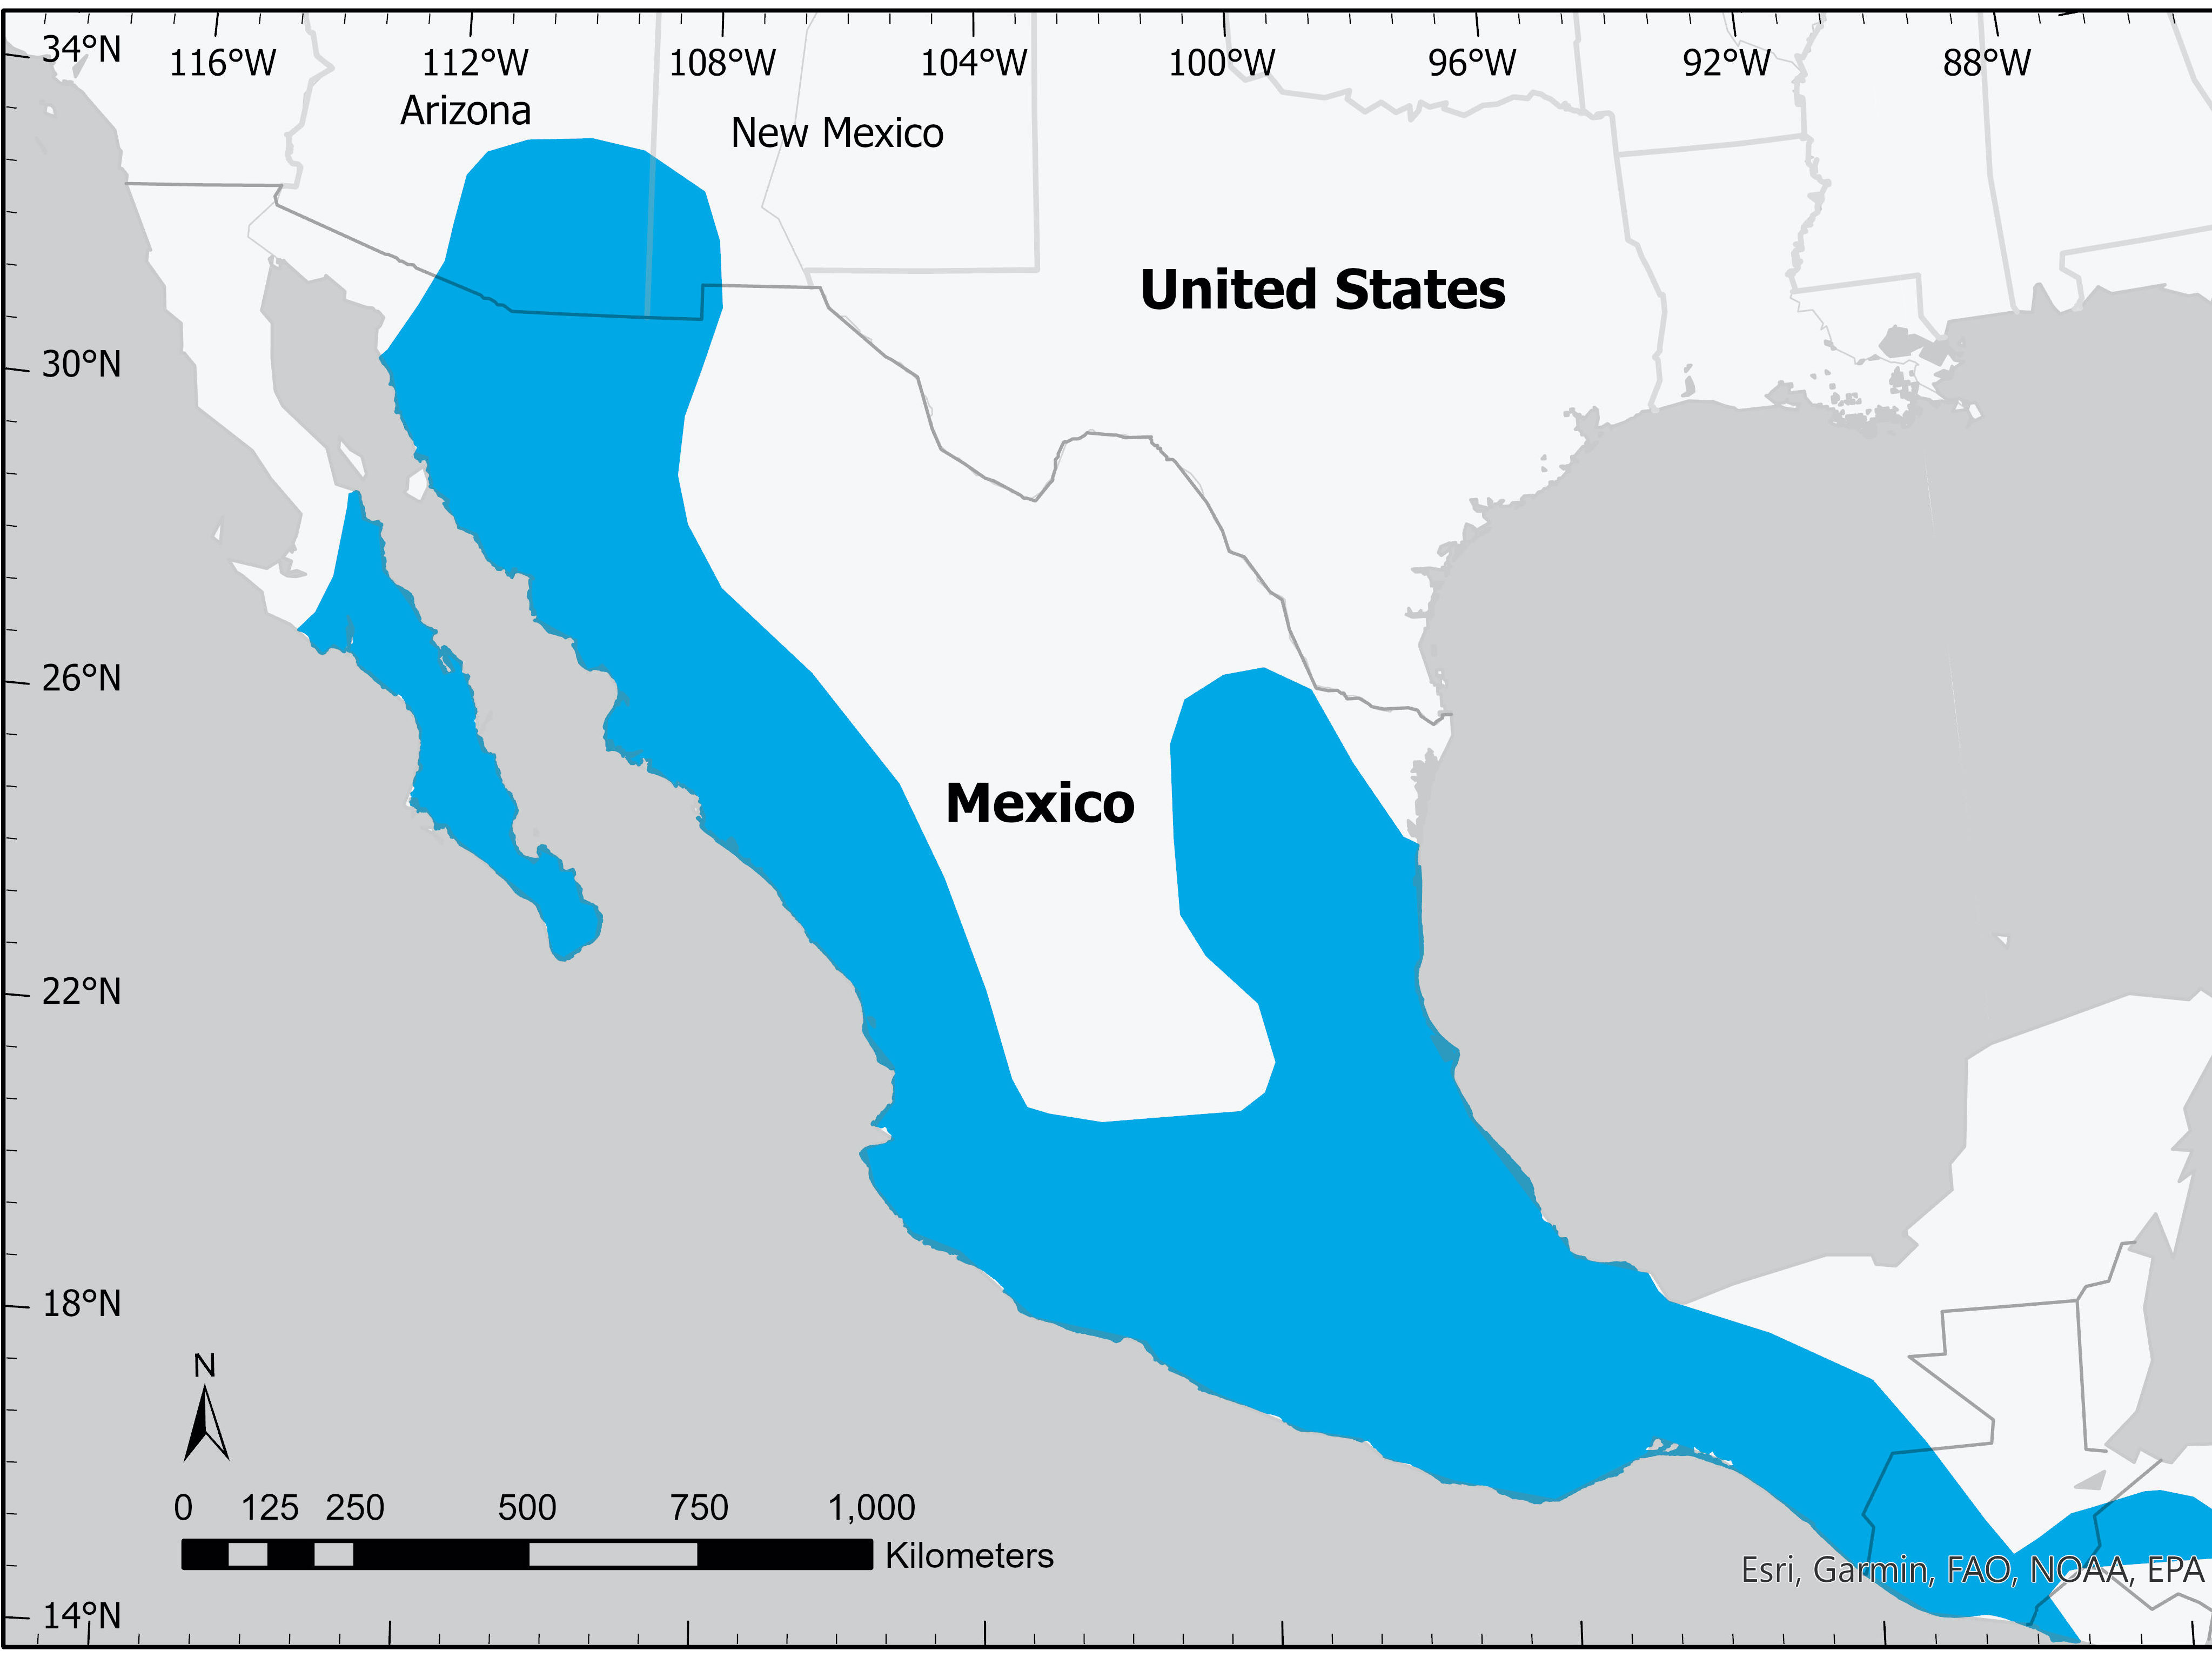 34°N
116°W 112°W 108°W 104°W 100°W 96°W 92°W 88°W
Arizona
New Mexico
United States
30°N
26°N
Mexico
22°N
18°N
N
0 125 250 500 750 1,000
Kilometers
Esri, Garmin, FAO, NOAA, EPA
14°N